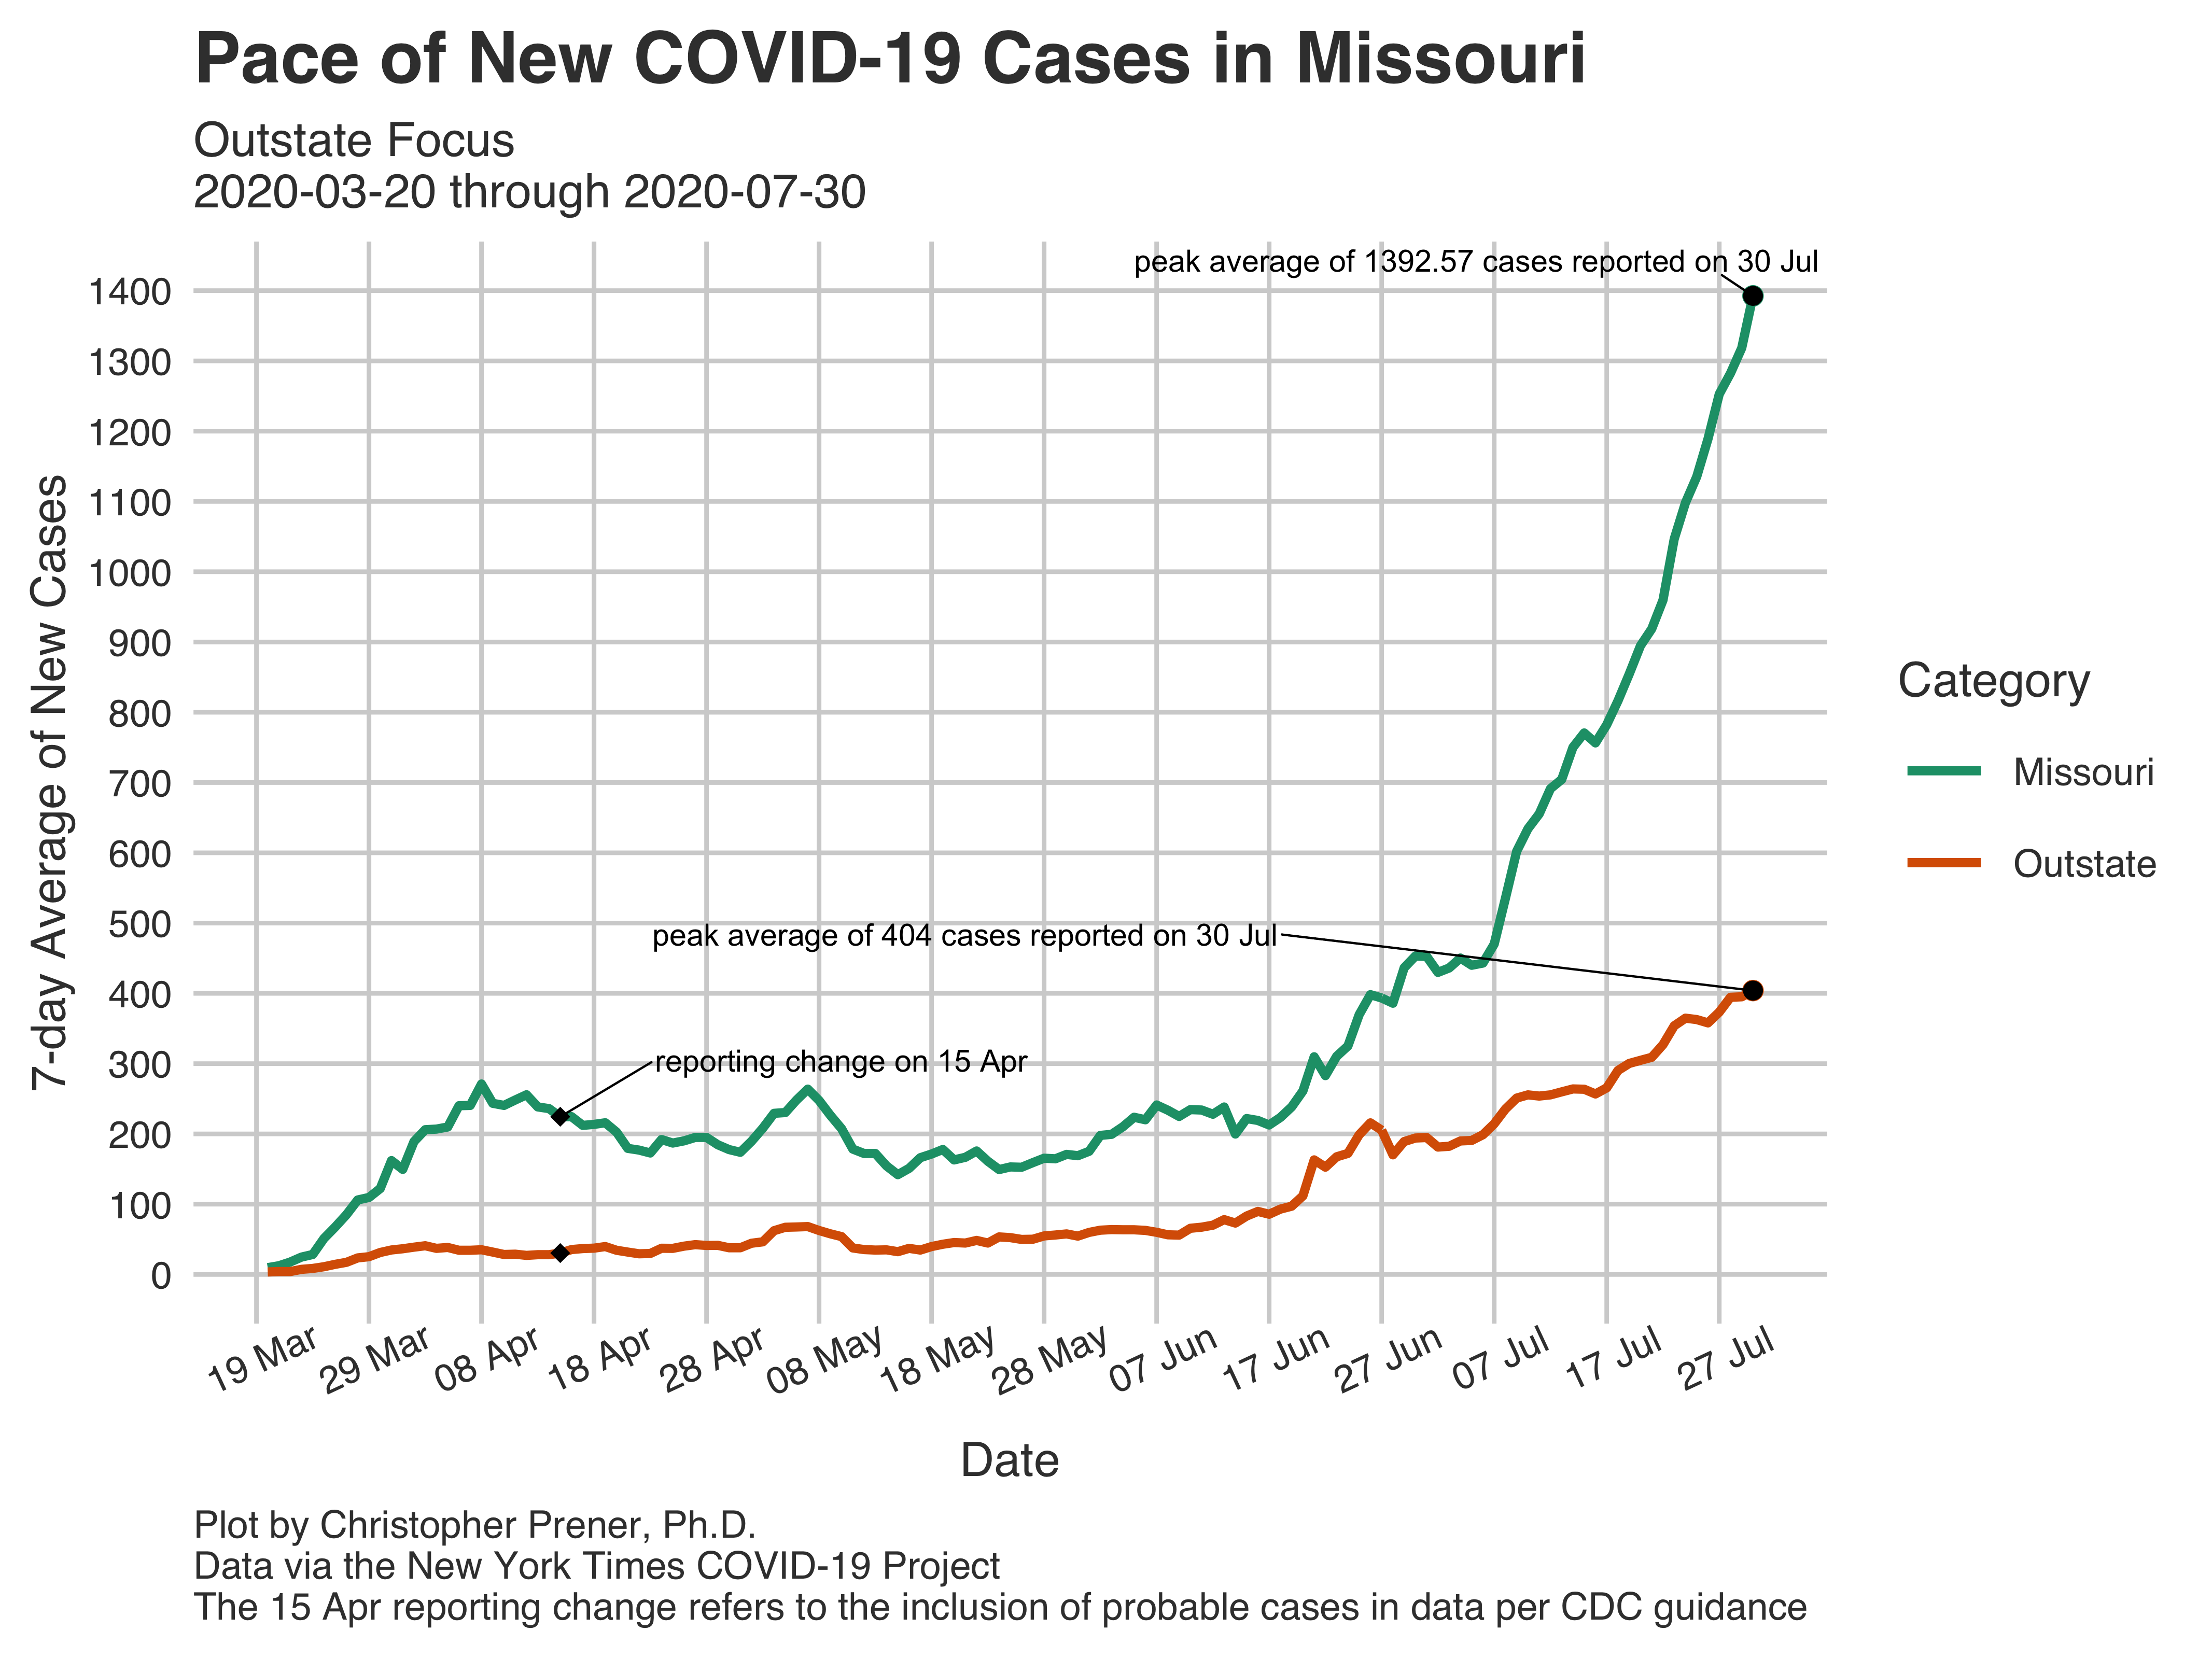 Pace of New COVID-19 Cases in Missouri
Outstate Focus
2020-03-20 through 2020-07-30
7-day Average of New Cases
1400
1300
1200
1100
1000
900
800
700
600
500
400
300
200
100
0
peak average of 1392.57 cases reported on 30 Jul
peak average of 404 cases reported on 30 Jul
reporting change on 15 Apr
19 Mar
29 Mar
08 Apr
18 Apr
28 Apr
08 May
18 May
28 May
07 Jun
17 Jun
27 Jun
07 Jul
17 Jul
27 Jul
Date
Category
Missouri
Outstate
Plot by Christopher Prener, Ph.D.
Data via the New York Times COVID-19 Project
The 15 Apr reporting change refers to the inclusion of probable cases in data per CDC guidance